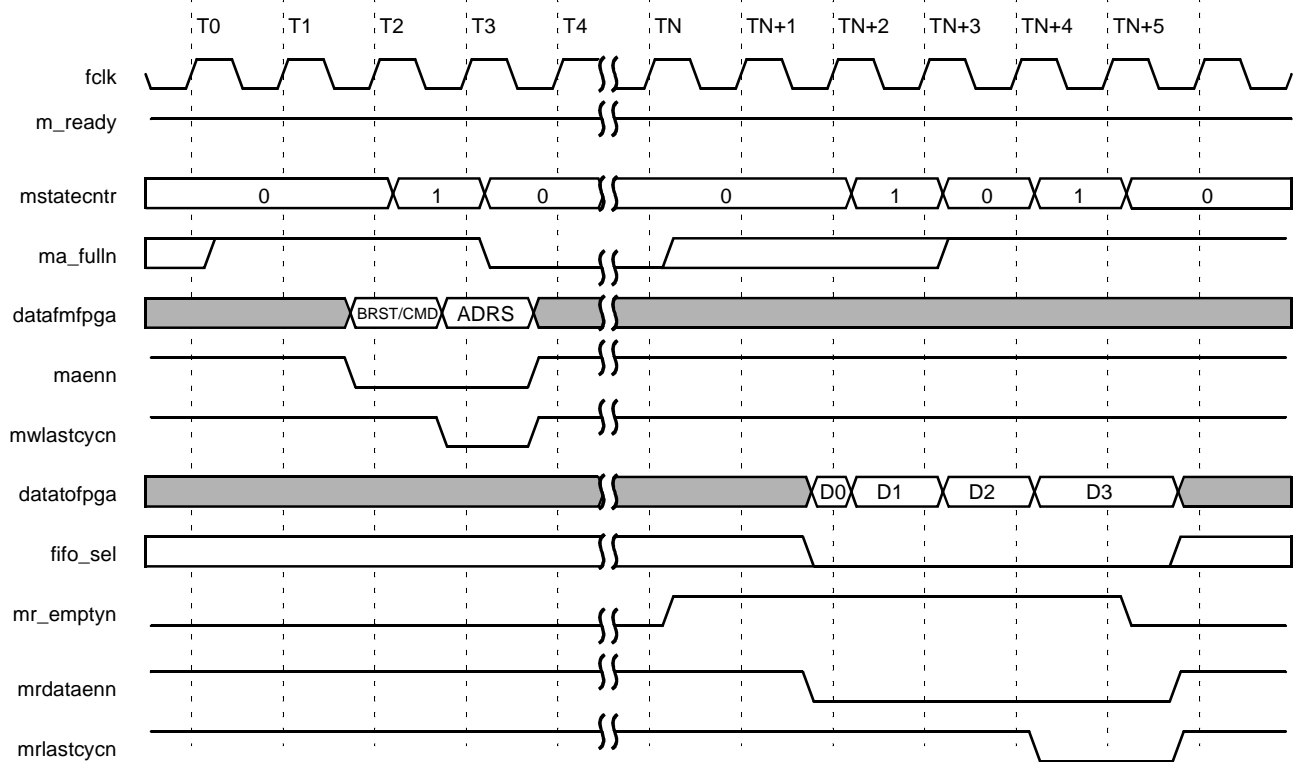 T0 T1 T2 T3 T4 TN TN+1 TN+2 TN+3 TN+4 TN+5
fclk
m_ready
mstatecntr 0 1 0 0 1 0 1 0
ma_fulln
datafmfpga BRST/CMD ADRS
maenn
mwlastcycn
datatofpga D0 D1 D2 D3
fifo_sel
mr_emptyn
mrdataenn
mrlastcycn